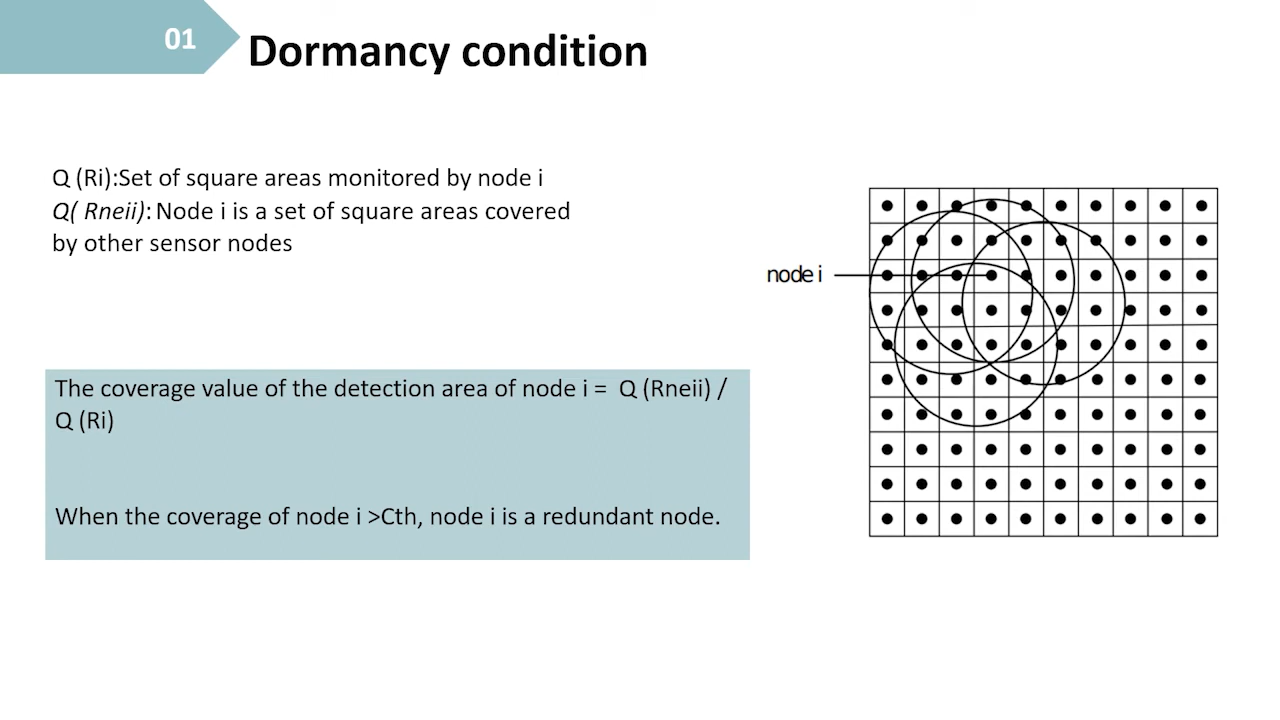 01
Dormancy condition
Q (Ri):Set of square areas monitored by node i
Q( Rneii): Node i is a set of square areas covered
by other sensor nodes
node i
The coverage value of the detection area of node i = Q (Rneii) /
Q (Ri)
When the coverage of node i >Cth, node i is a redundant node.